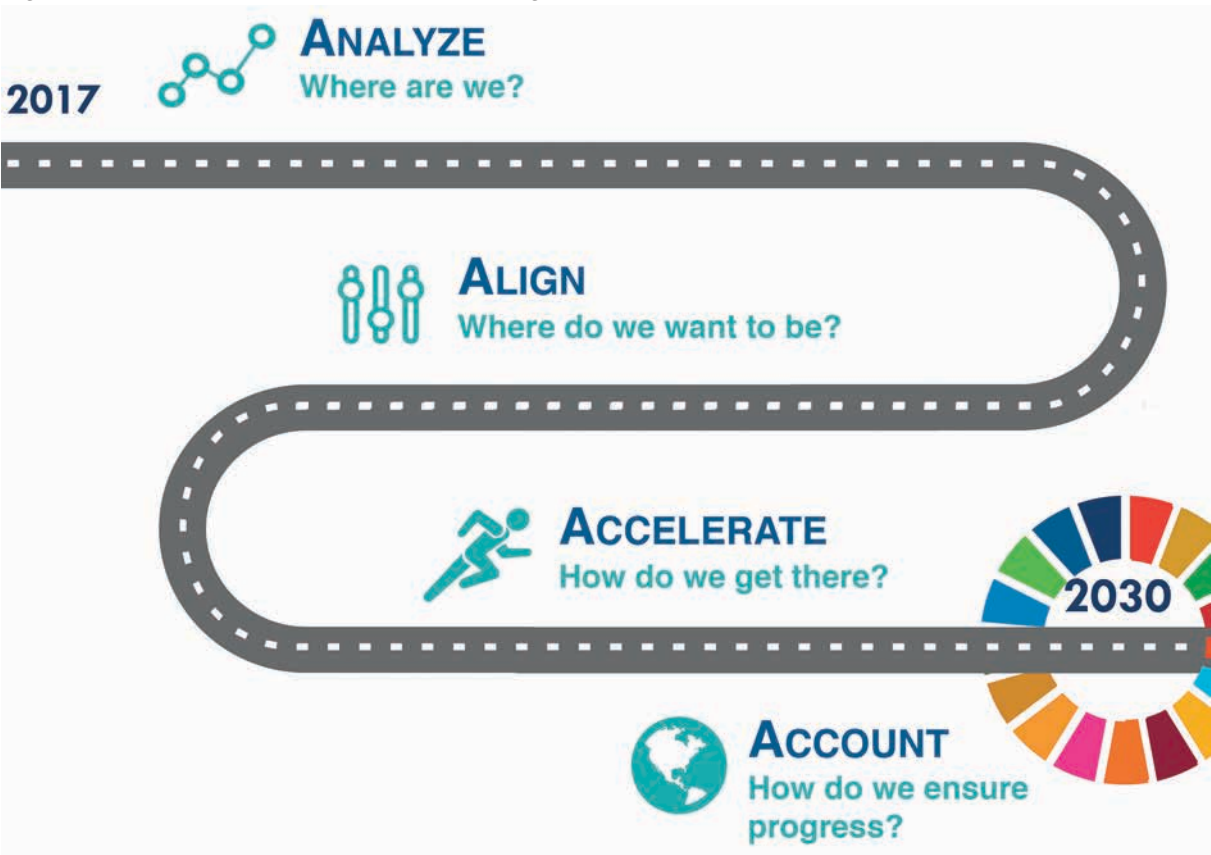 ANALYZE
Where are we?
2017
ALIGN
Where do we want to be?
ACCELERATE
How do we get there?
2030
ACCOUNT
How do we ensure
progress?